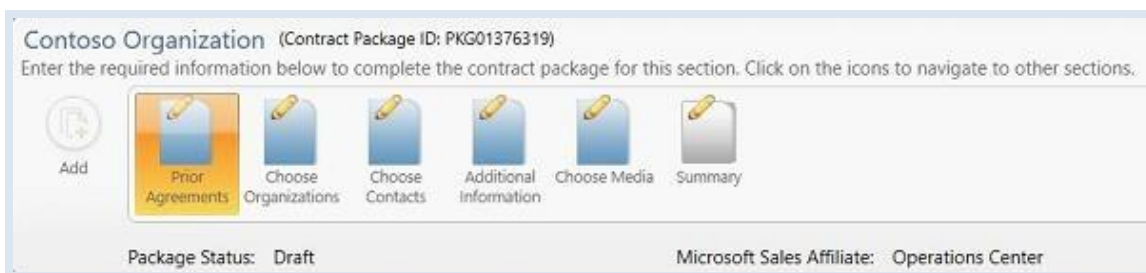 Contoso Organization (Contract Package ID: PKG01376319)
Enter the required information below to complete the contract package for this section. Click on the icons to navigate to other sections.
Add
Prior
Agreements
Choose
Organizations
Choose
Contacts
Additional
Information
Choose Media
Summary
Package Status: Draft
Microsoft Sales Affiliate: Operations Center